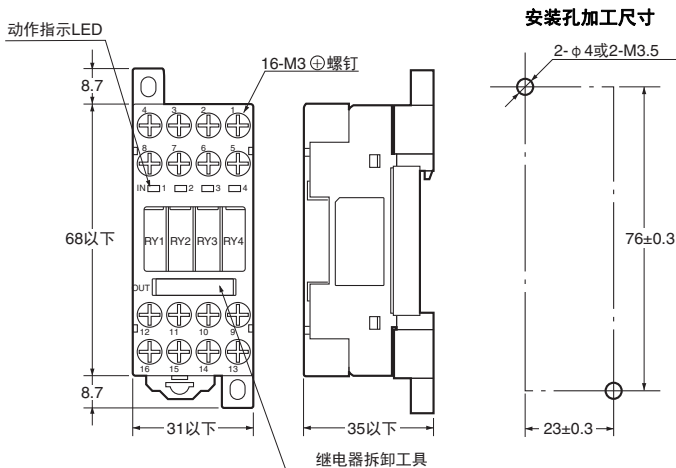 安装孔加工尺寸
动作指示LED
16-M3 ⊕螺钉
2-φ4或2-M3.5
8.7
4 3 2 1
8 7 6 5
IN 1 2 3 4
68以下
RY1 RY2 RY3 RY4
76±0.3
OUT
12 11 10 9
16 15 14 13
8.7
31以下
35以下
23±0.3
继电器拆卸工具